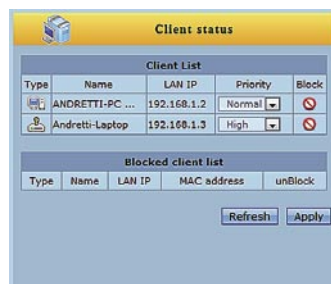 Client status
Client List
Type Name LAN IP Priority Block
ANDRETTI-PC ... 192.168.1.2 Normal
Andretti-Laptop 192.168.1.3 High
Blocked client list
Type Name LAN IP MAC address unBlock
Refresh Apply